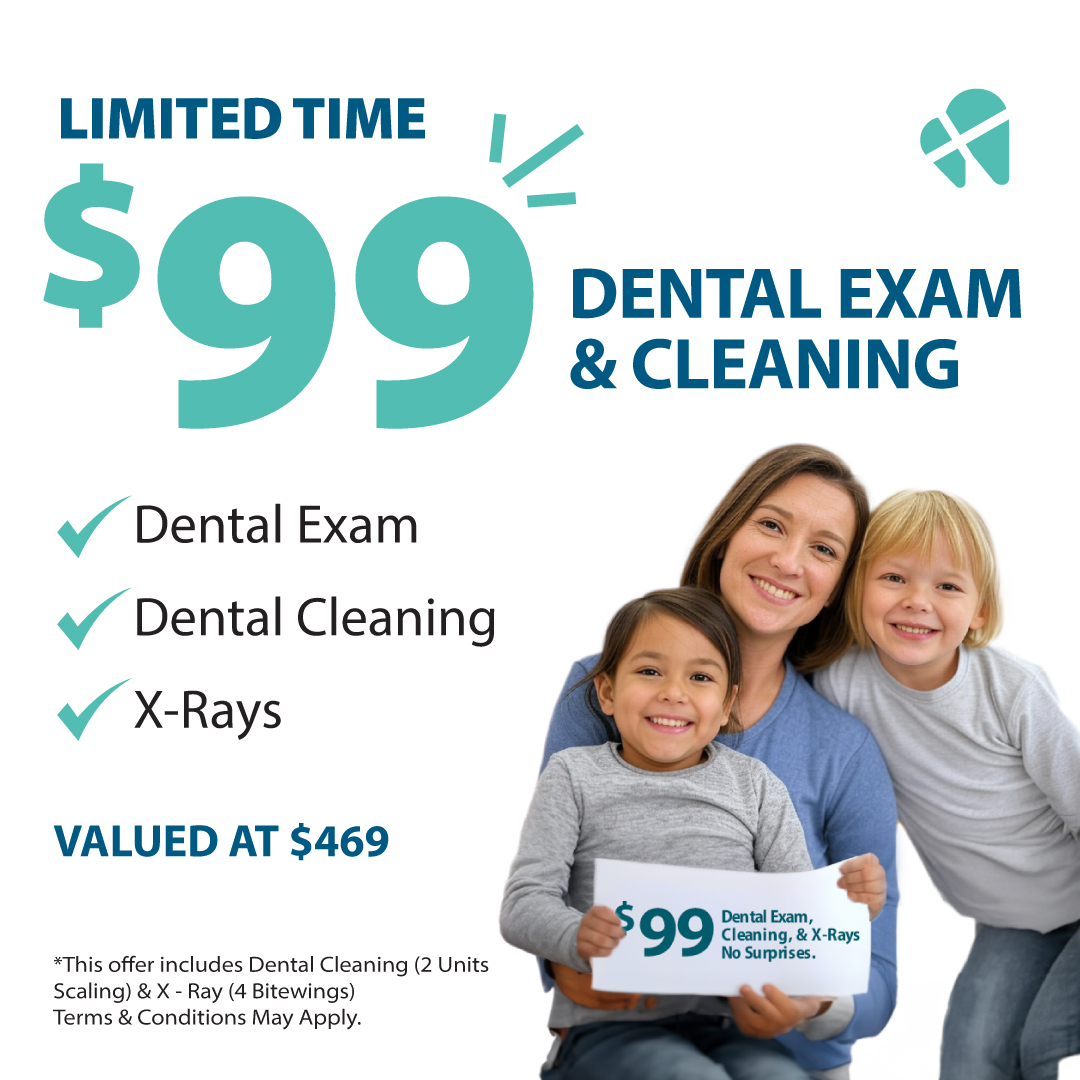 LIMITED TIME
$99
DENTAL EXAM
& CLEANING
Dental Exam
Dental Cleaning
X-Rays
VALUED AT $469
$99
Dental Exam,
Cleaning, & X-Rays
No Surprises.
*This offer includes Dental Cleaning (2 Units
Scaling) & X - Ray (4 Bitewings)
Terms & Conditions May Apply.